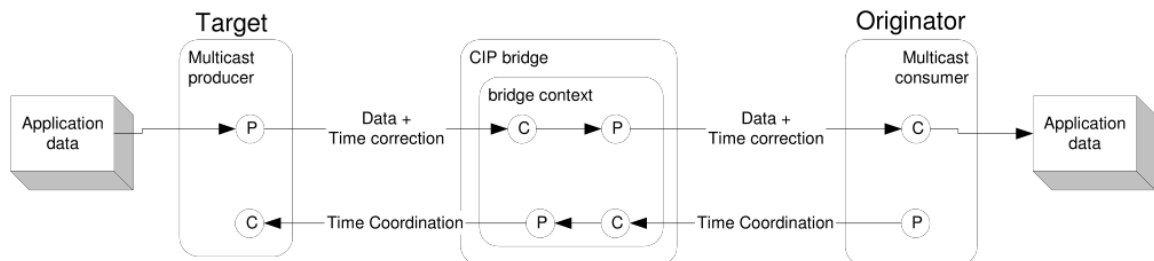 Target
Originator
Multicast
producer
CIP bridge
Multicast
consumer
bridge context
Application
data
P
Data +
Time correction
C
P
Data +
Time correction
C
Application
data
C
Time Coordination
P
C
Time Coordination
P